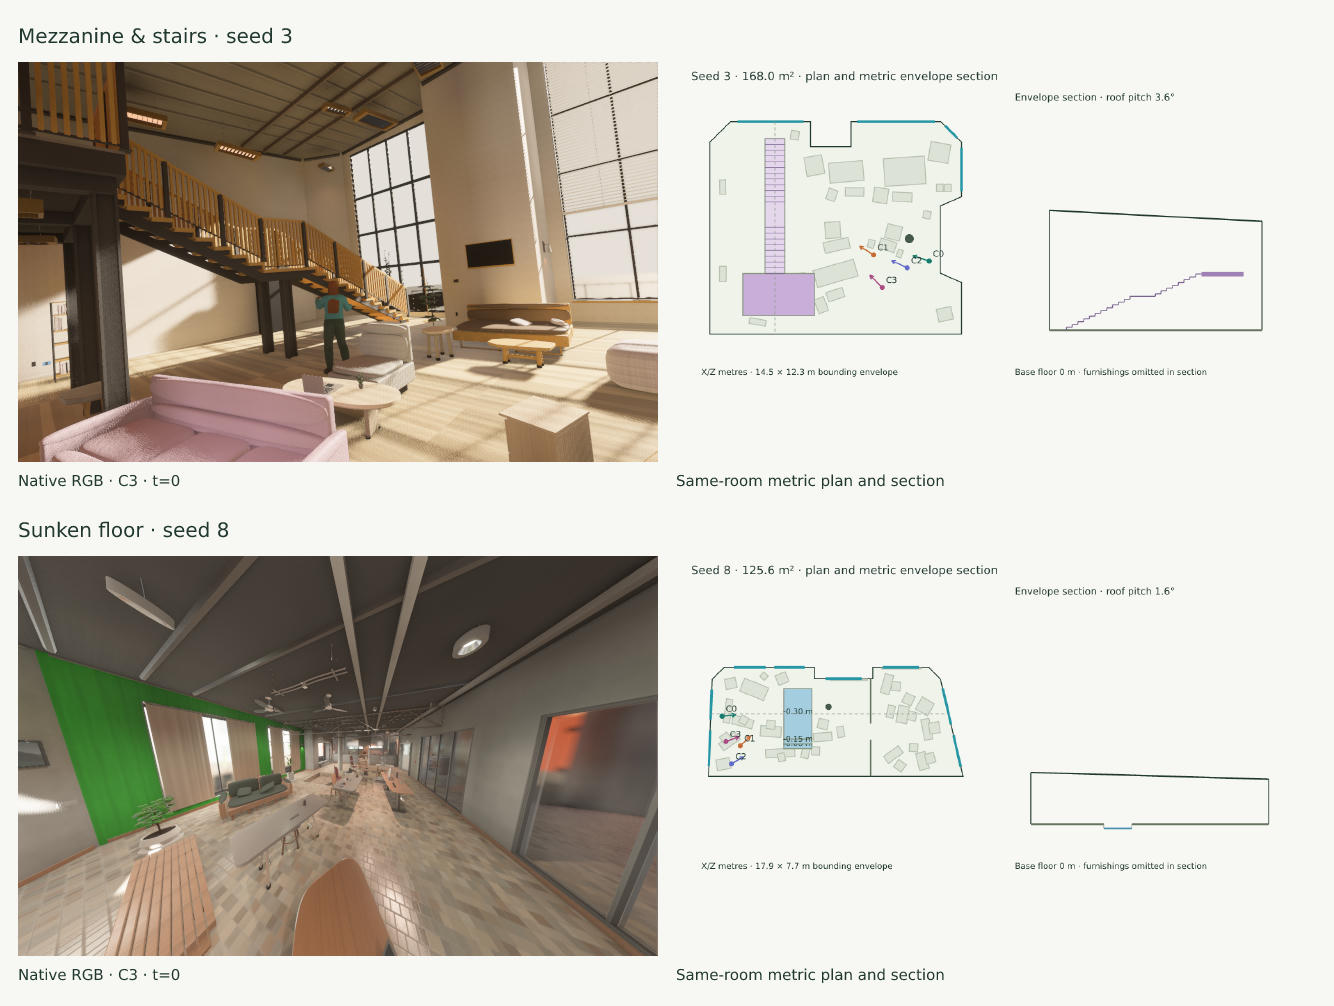 Mezzanine & stairs · seed 3
Seed 3 · 168.0 m² · plan and metric envelope section
Envelope section · roof pitch 3.6°
C1
C0
C2
C3
X/Z metres · 14.5 × 12.3 m bounding envelope
Base floor 0 m · furnishings omitted in section
Native RGB · C3 · t=0
Same-room metric plan and section
Sunken floor · seed 8
Seed 8 · 125.6 m² · plan and metric envelope section
Envelope section · roof pitch 1.6°
C0
-0.30 m
C3
C1
-0.15 m
C2
X/Z metres · 17.9 × 7.7 m bounding envelope
Base floor 0 m · furnishings omitted in section
Native RGB · C3 · t=0
Same-room metric plan and section